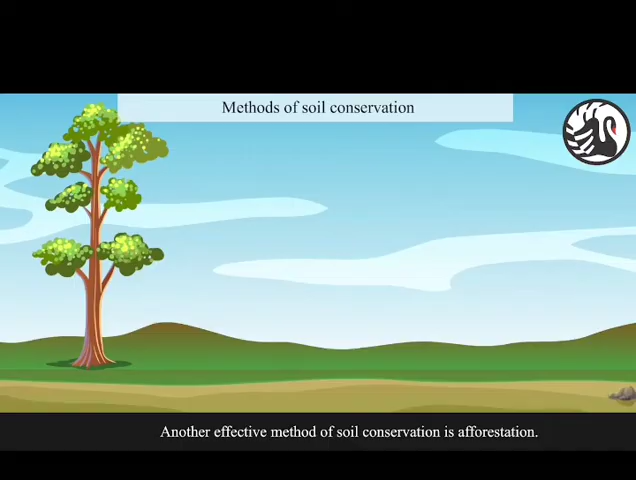 Methods of soil conservation
Another effective method of soil conservation is afforestation.